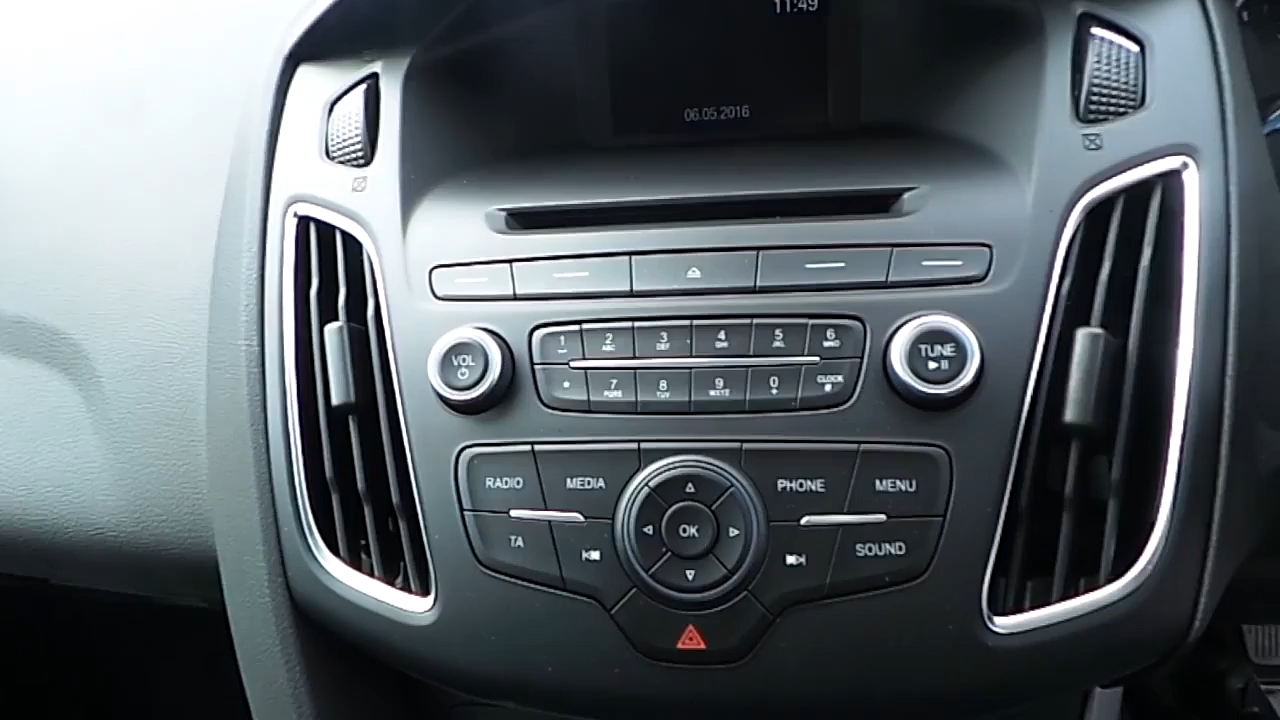 11:49
06.05.2016
VOL
1
2 ABC
3 DEF
4 GHI
5 JKL
6 MNO
*
7 PQRS
8 TUV
9 WXYZ
0 +
CLOCK #
TUNE
RADIO
MEDIA
PHONE
MENU
TA
OK
SOUND